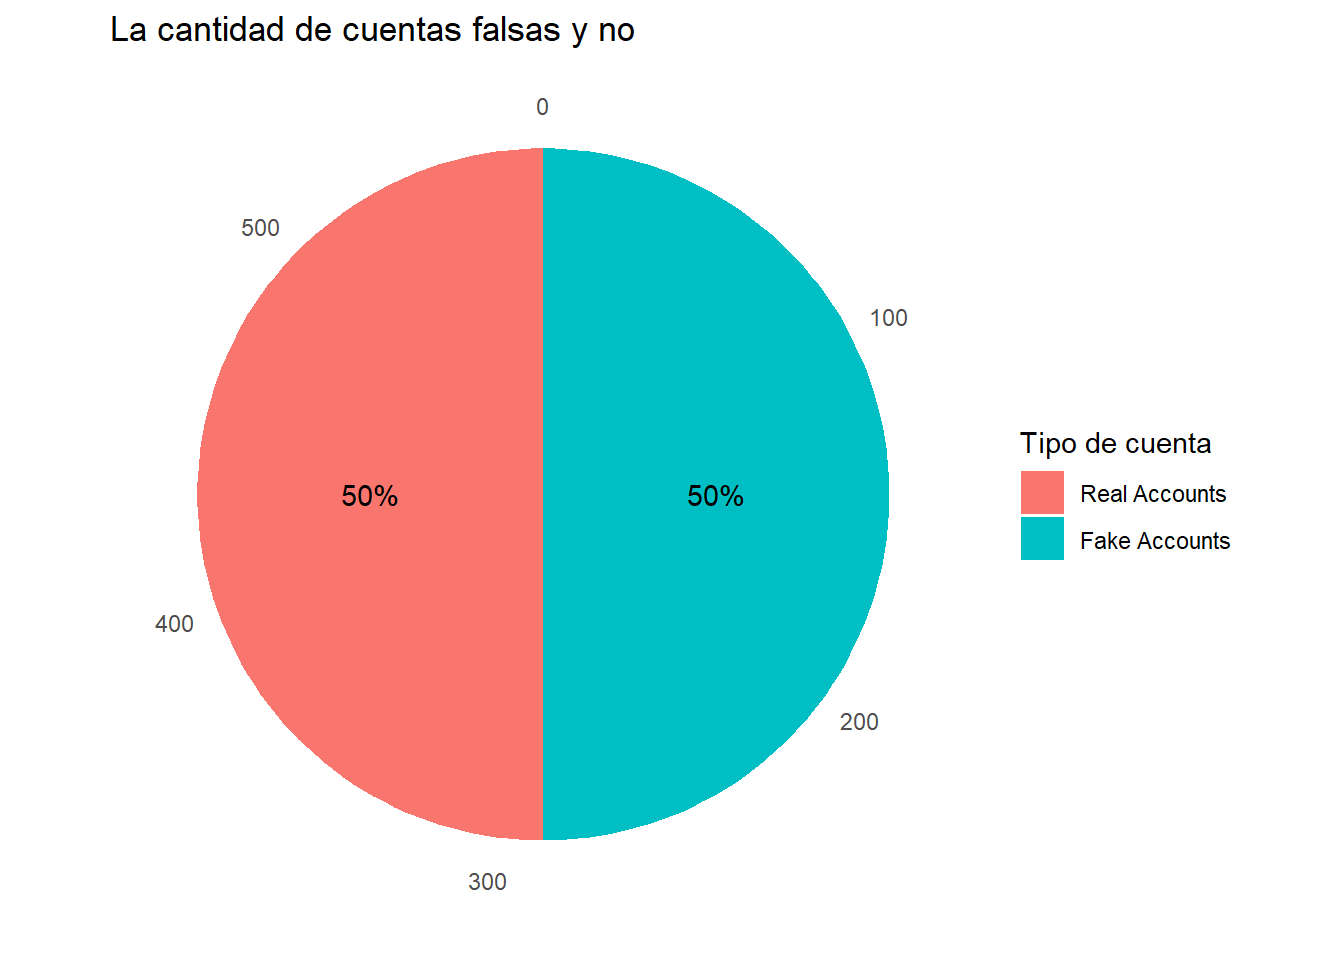 La cantidad de cuentas falsas y no
0
500
100
Tipo de cuenta
Real Accounts
50%
50%
Fake Accounts
400
200
300